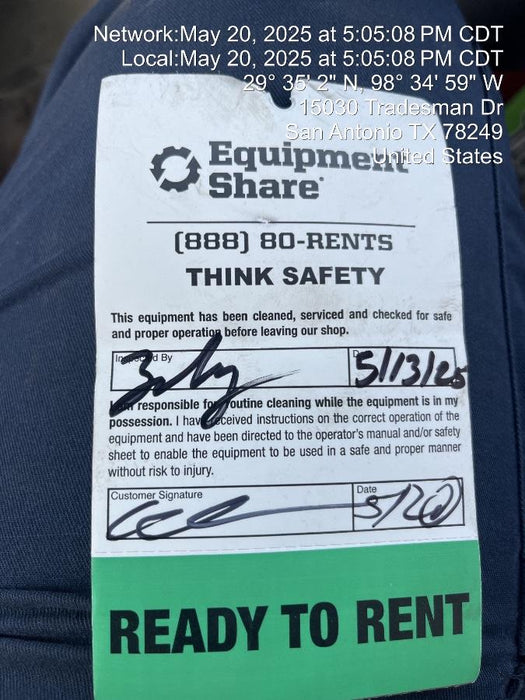 Network:May 20, 2025 at 5:05:08 PM CDT
Local:May 20, 2025 at 5:05:08 PM CDT
29° 35' 2" N, 98° 34' 59" W
15030 Tradesman Dr
San Antonio TX 78249
United States
Equipment
Share
(888) 80-RENTS
THINK SAFETY
This equipment has been cleaned, serviced and checked for safe
and proper operation before leaving our shop.
Inspected By
5/13/25
I am responsible for routine cleaning while the equipment is in my
possession. I have received instructions on the correct operation of the
equipment and have been directed to the operator's manual and/or safety
sheet to enable the equipment to be used in a safe and proper manner
without risk to injury.
Customer Signature
Date
READY TO RENT